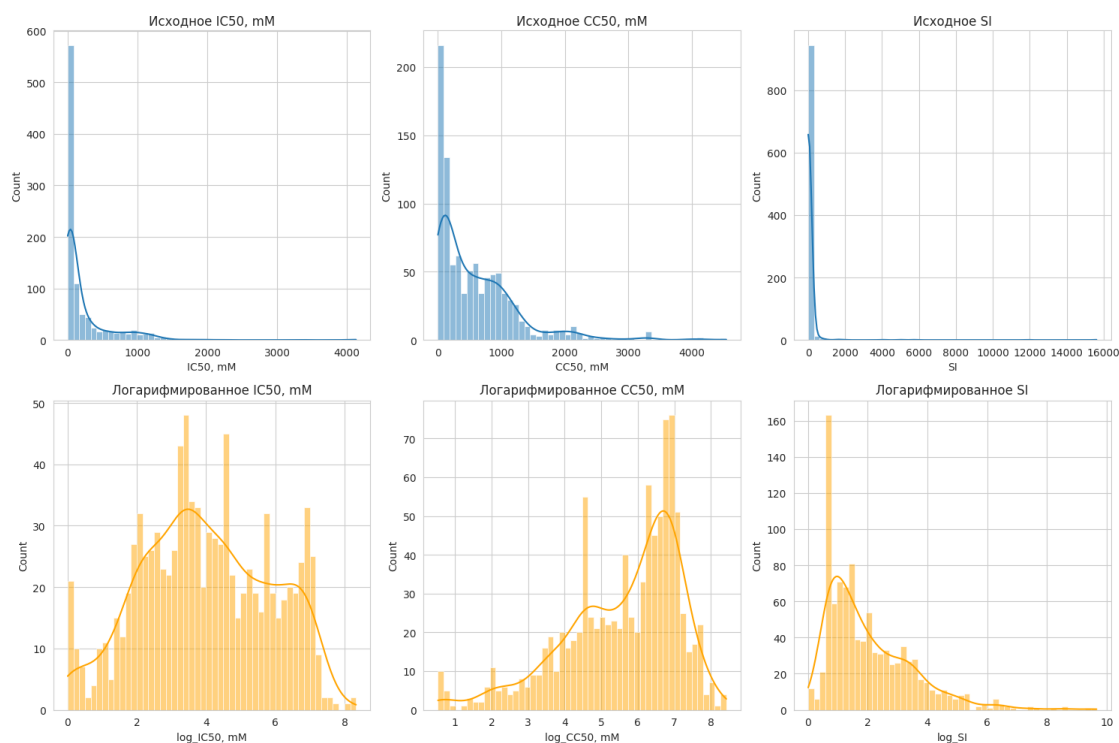 Исходное IC50, mM
600
500
400
300
200
100
0
Count
0 1000 2000 3000 4000
IC50, mM
Исходное CC50, mM
200
150
100
50
0
Count
0 1000 2000 3000 4000
CC50, mM
Исходное SI
800
600
400
200
0
Count
0 2000 4000 6000 8000 10000 12000 14000 16000
SI
Логарифмированное IC50, mM
50
40
30
20
10
0
Count
0 2 4 6 8
log_IC50, mM
Логарифмированное CC50, mM
70
60
50
40
30
20
10
0
Count
1 2 3 4 5 6 7 8
log_CC50, mM
Логарифмированное SI
160
140
120
100
80
60
40
20
0
Count
0 2 4 6 8 10
log_SI